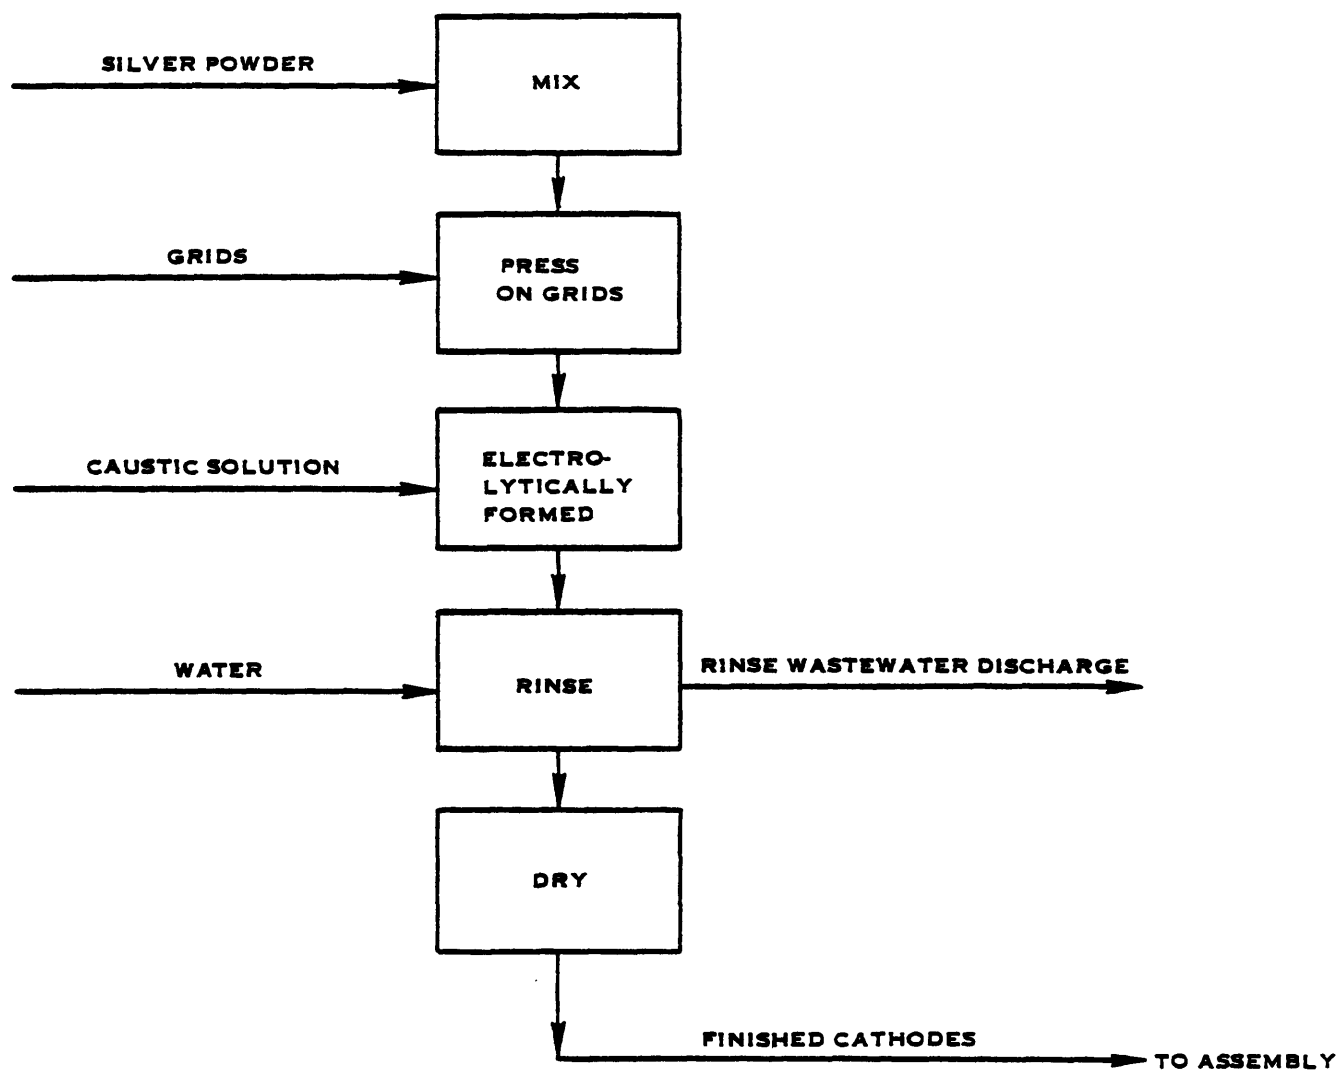 SILVER POWDER
MIX
GRIDS
PRESS
ON GRIDS
CAUSTIC SOLUTION
ELECTRO-
LYTICALLY
FORMED
WATER
RINSE
RINSE WASTEWATER DISCHARGE
DRY
FINISHED CATHODES
TO ASSEMBLY